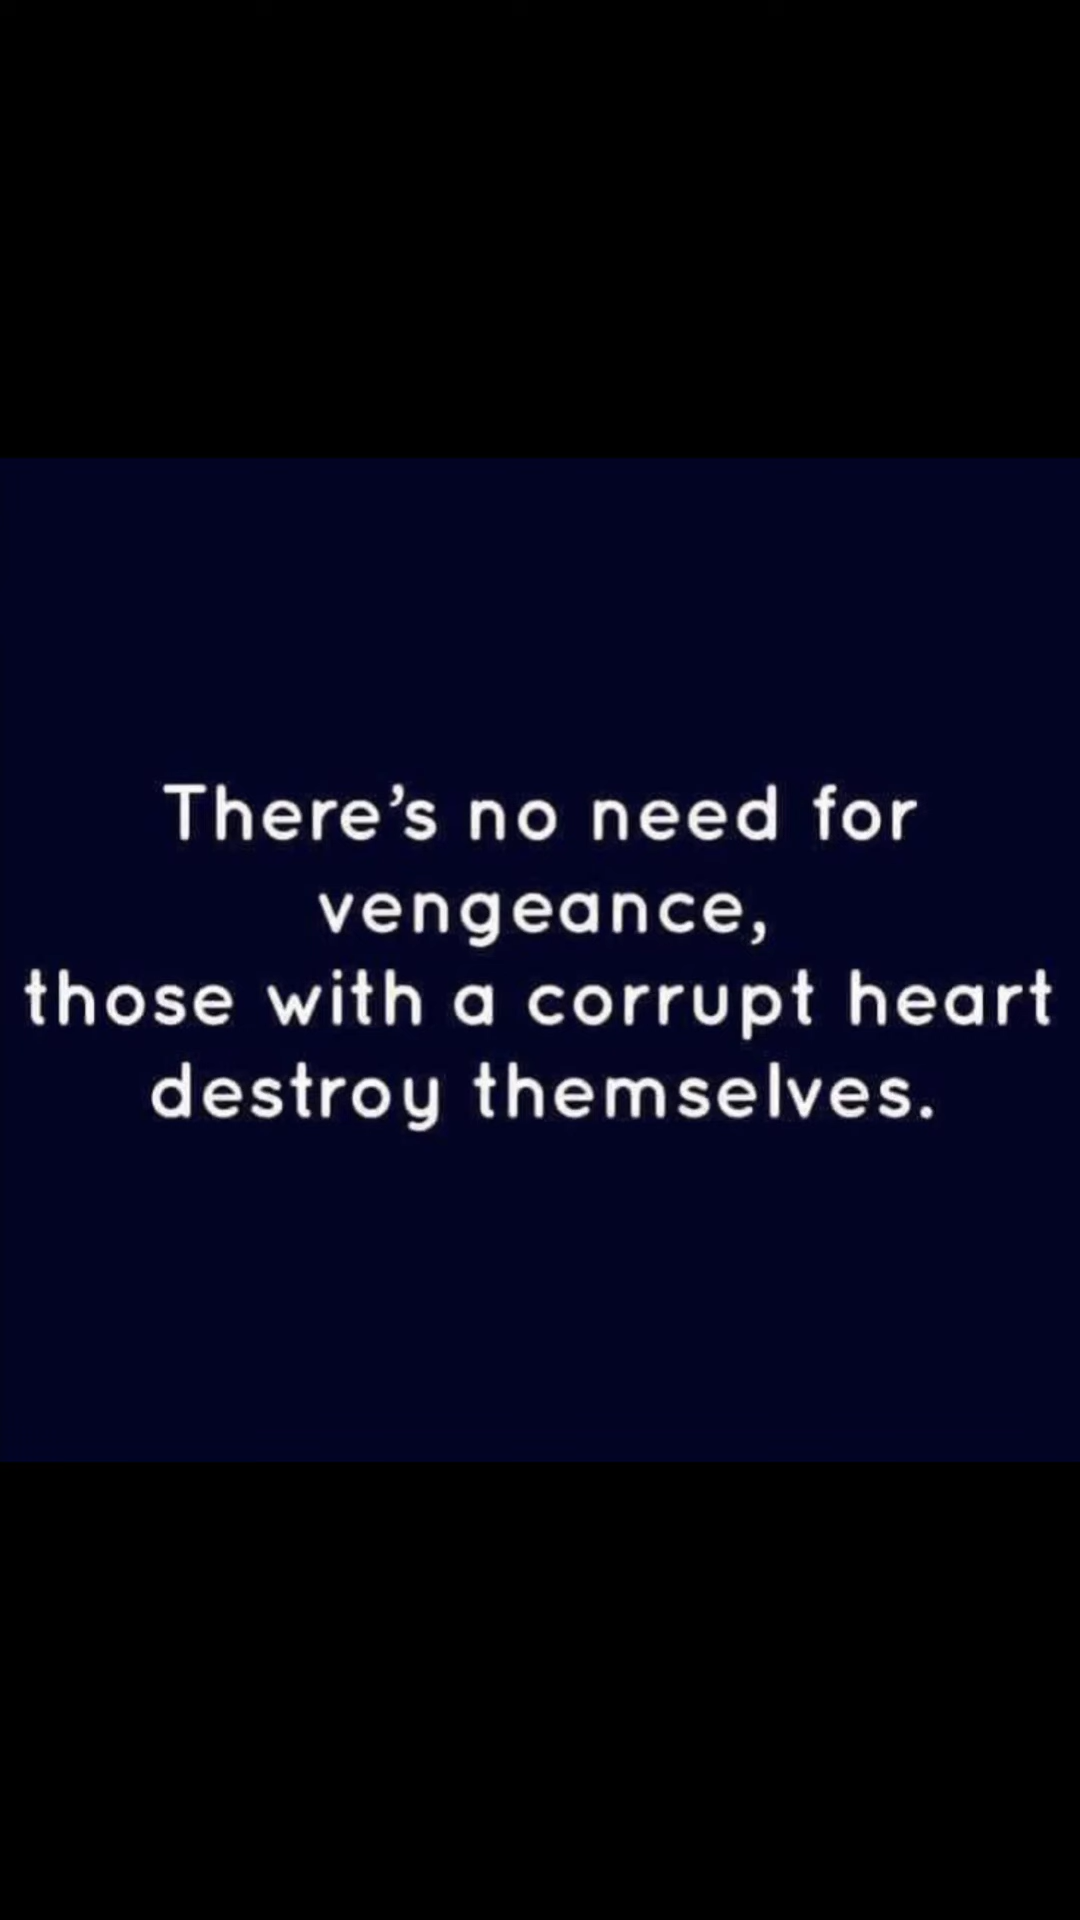 There’s no need for
vengeance,
those with a corrupt heart
destroy themselves.